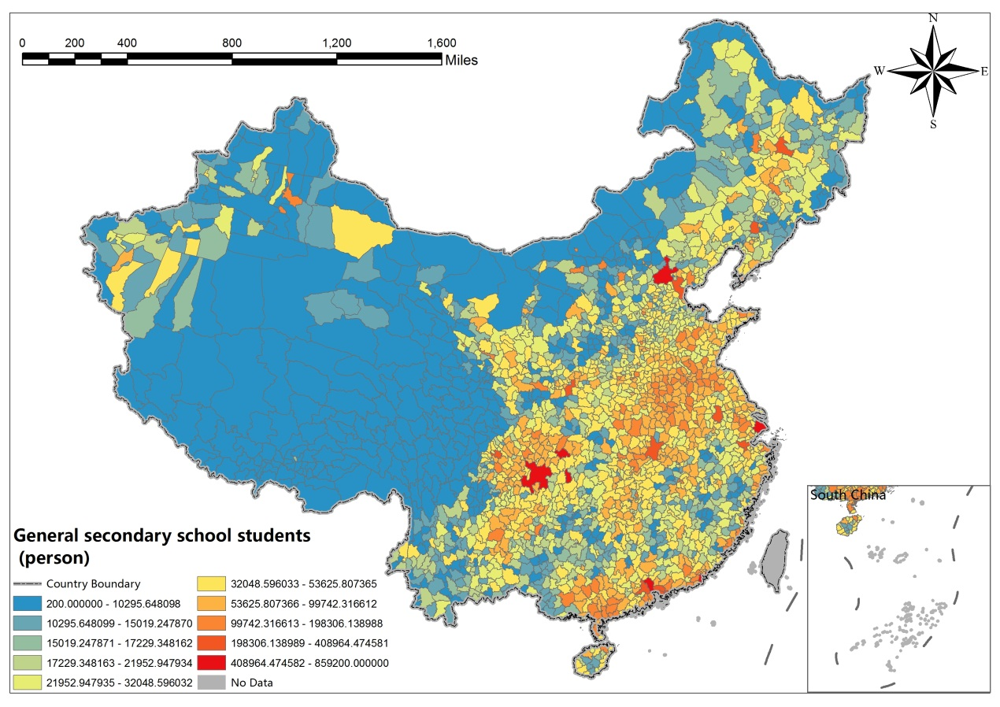 N
0 200 400 800 1,200 1,600
Miles
W E
S
South China
General secondary school students
(person)
Country Boundary
200.000000 - 10295.648098
10295.648099 - 15019.247870
15019.247871 - 17229.348162
17229.348163 - 21952.947934
21952.947935 - 32048.596032
32048.596033 - 53625.807365
53625.807366 - 99742.316612
99742.316613 - 198306.138988
198306.138989 - 408964.474581
408964.474582 - 859200.000000
No Data